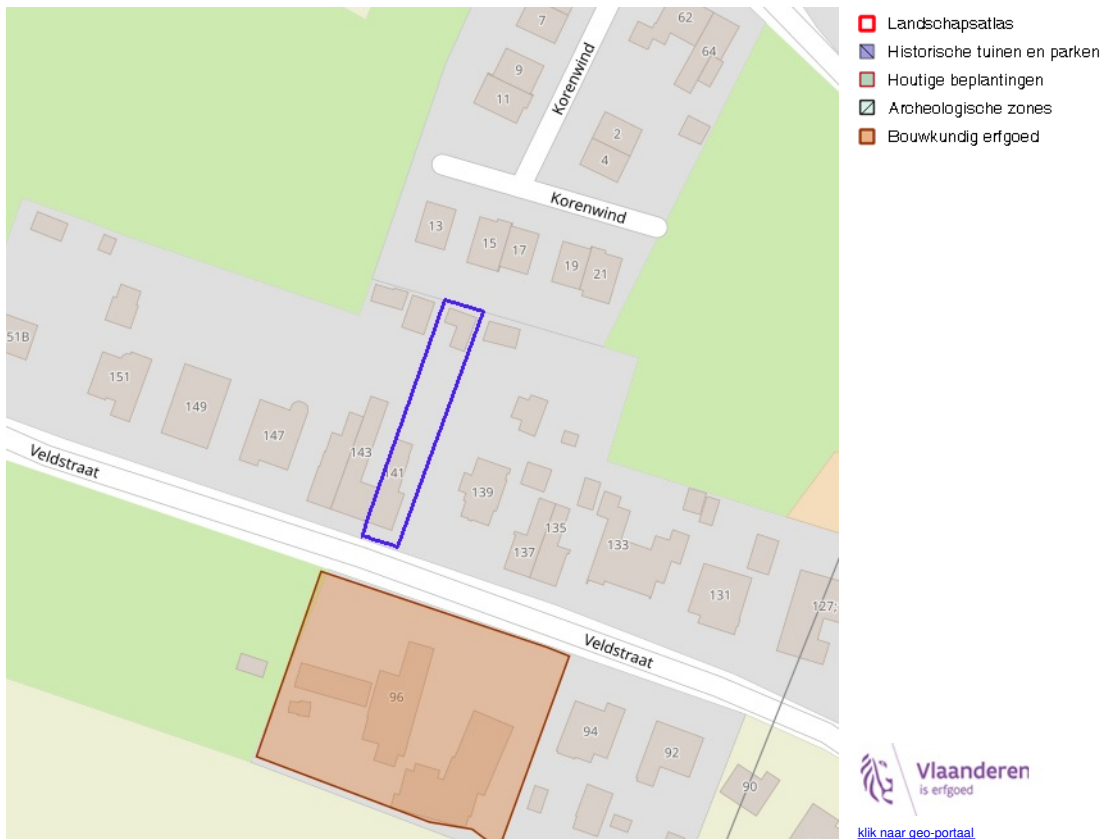 7
62
64
9
11
Korenwind
2
4
Korenwind
13
15
17
19
21
51B
151
149
147
143
141
139
135
137
133
131
127;
Veldstraat
Veldstraat
96
94
92
90
Landschapsatlas
Historische tuinen en parken
Houtige beplantingen
Archeologische zones
Bouwkundig erfgoed
Vlaanderen
is erfgoed
klik naar geo-portaal